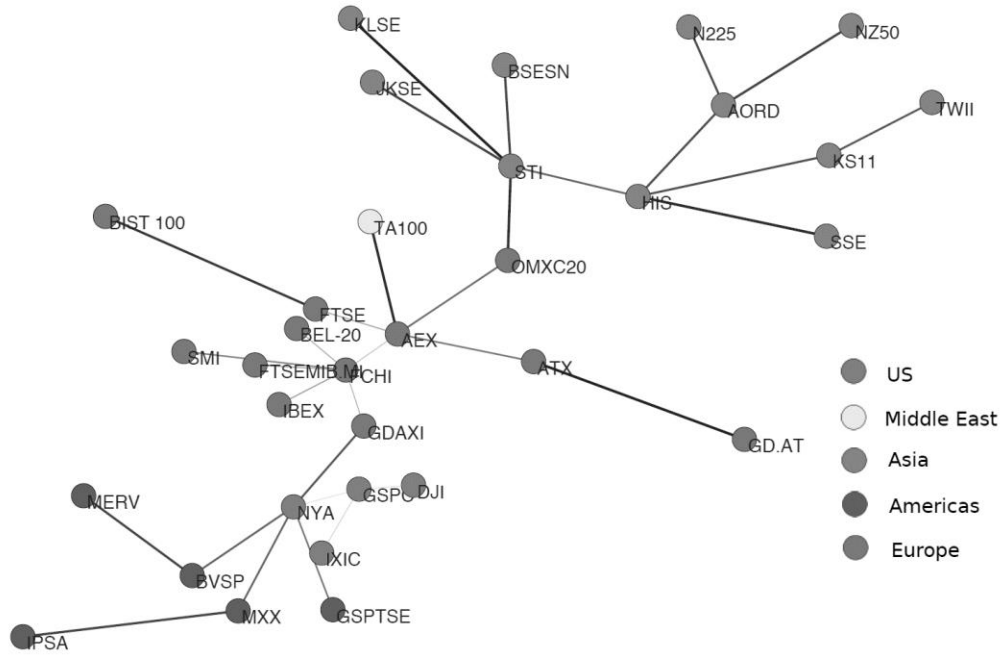 KLSE
N225
NZ50
BSESN
JKSE
AORD
TWII
KS11
STI
HIS
BIST 100
TA100
SSE
OMXC20
FTSE
BEL-20
AEX
SMI
FTSEMIB.MI
FCHI
ATX
US
IBEX
Middle East
GDAXI
GD.AT
Asia
MERV
GSPC
DJI
NYA
Americas
IXIC
Europe
BVSP
MXX
GSPTSE
IPSA